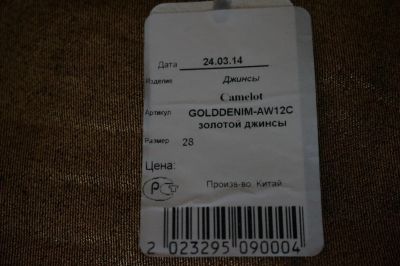 Дата 24.03.14
Изделие Джинсы
Camelot
Артикул GOLDDENIM-AW12C
золотой джинсы
Размер 28
Цена:
Произв-во Китай
2 023295 090004